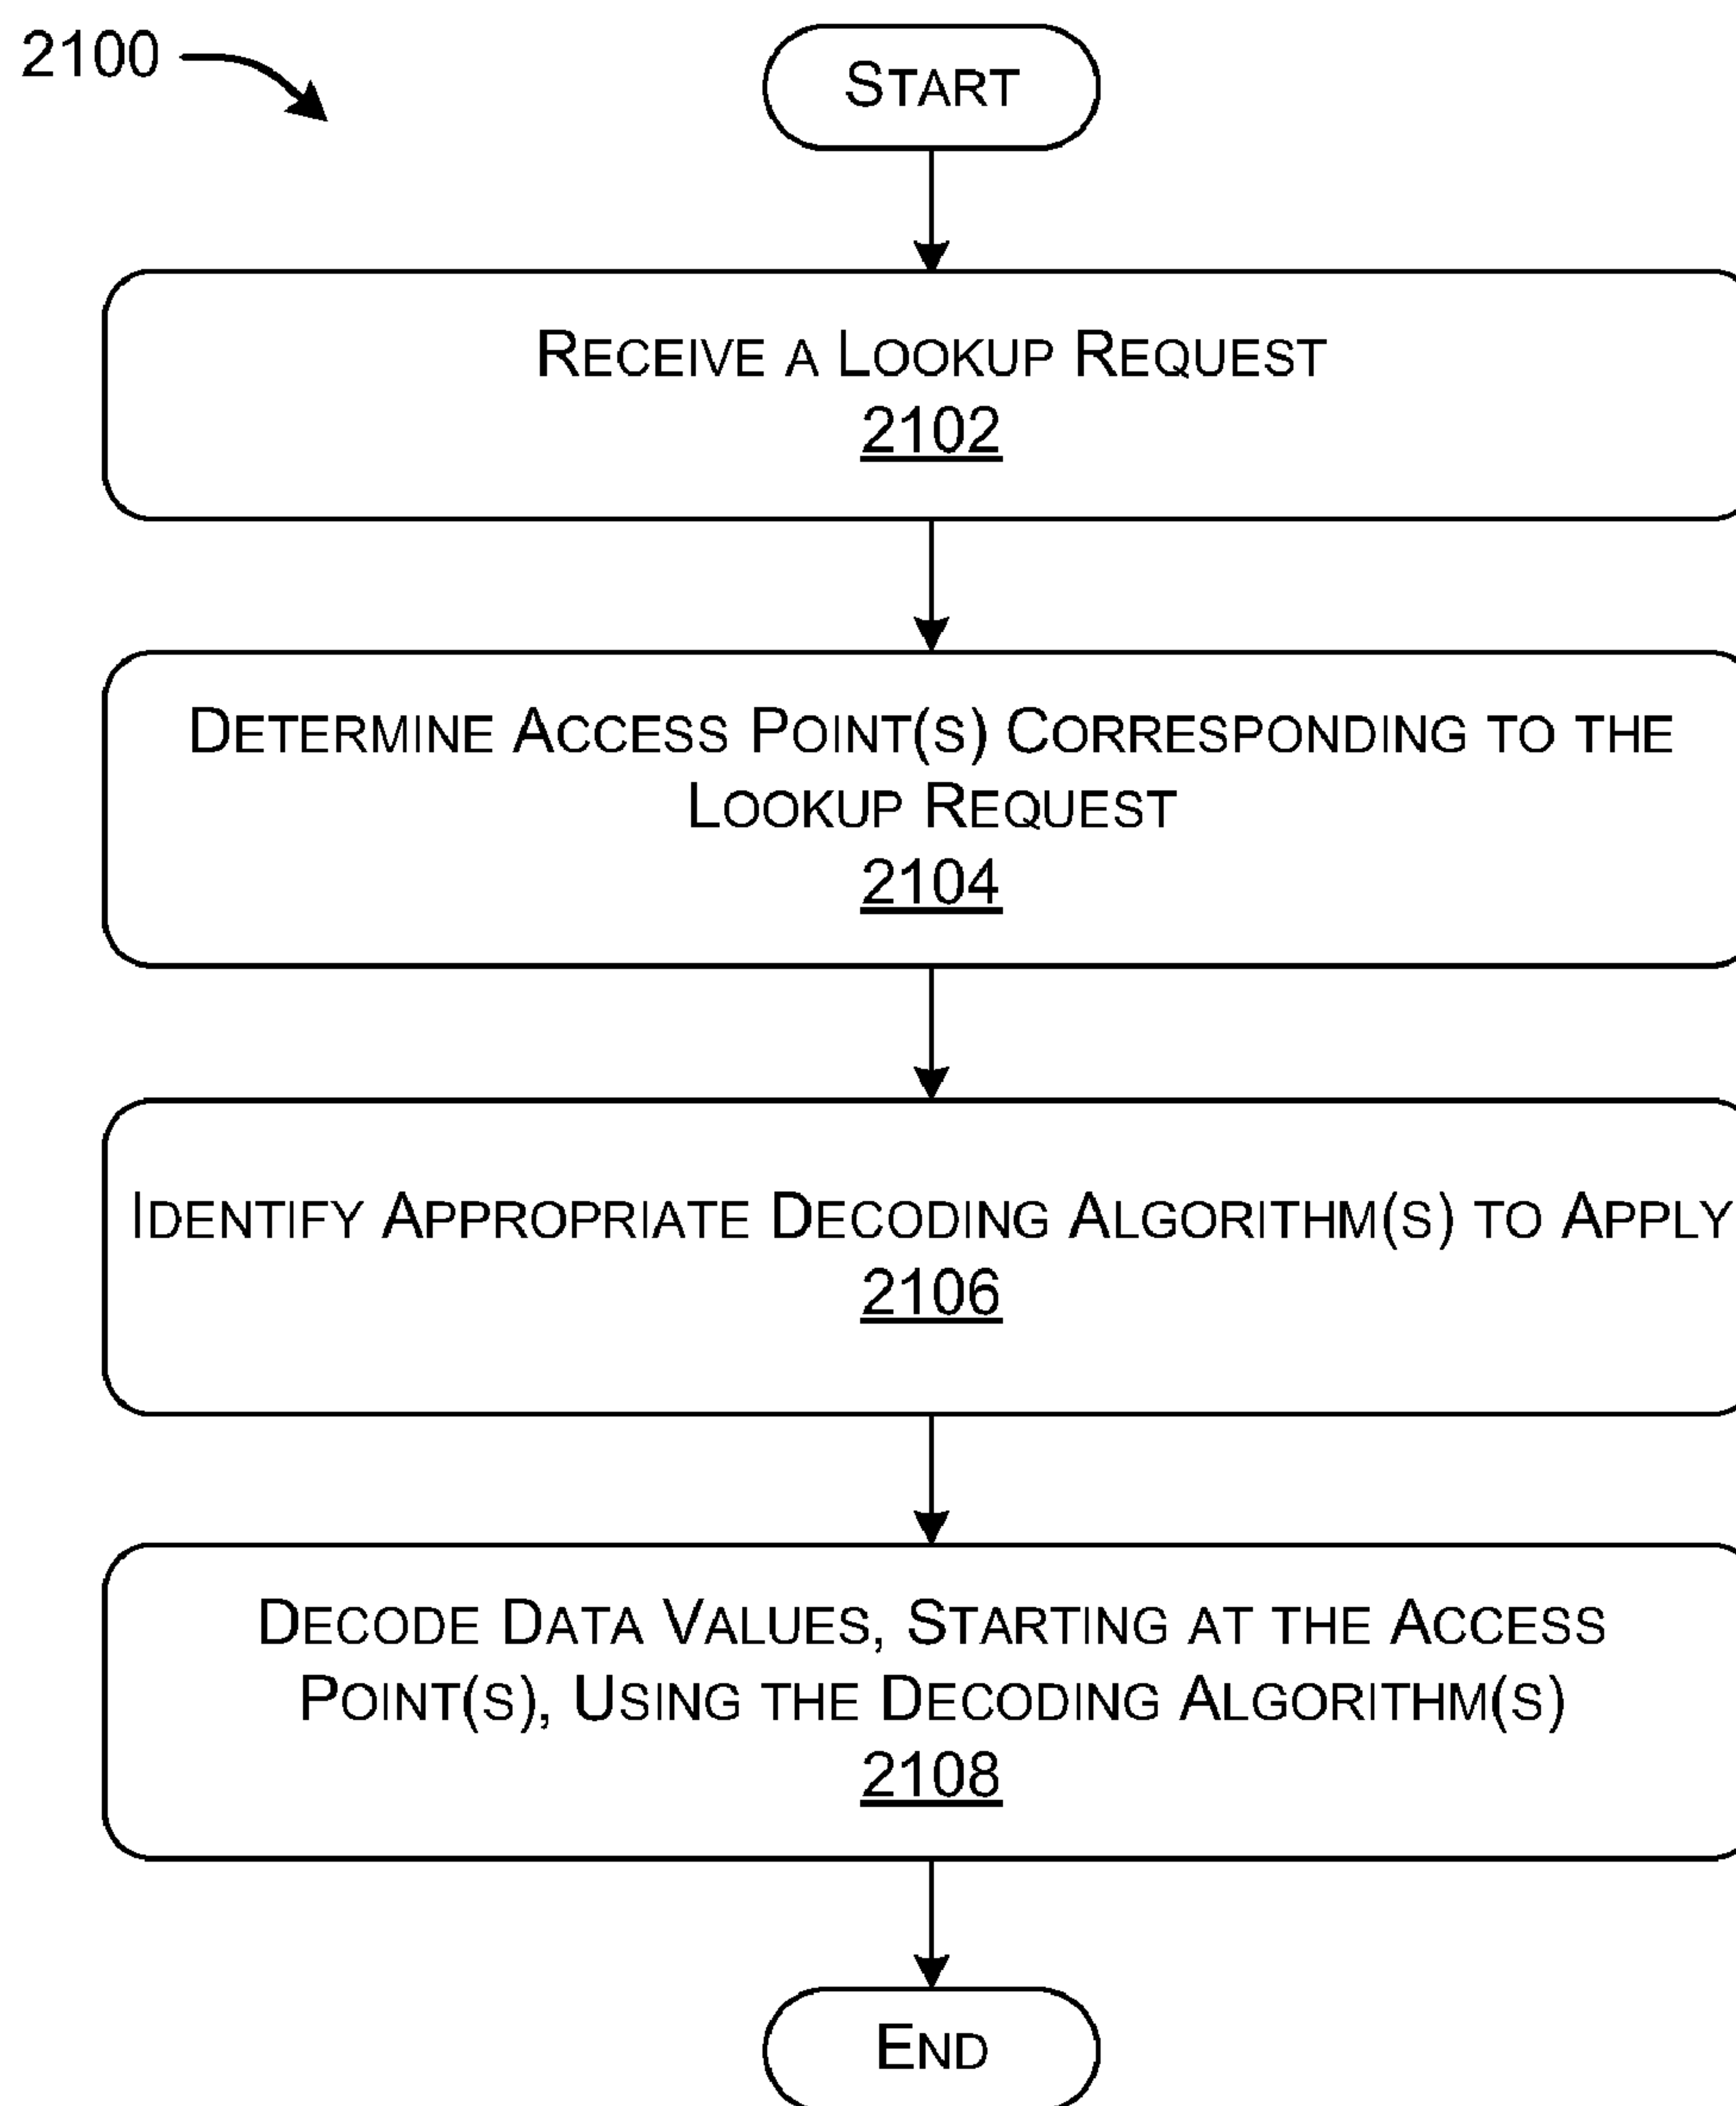 2100
START
RECEIVE A LOOKUP REQUEST
2102
DETERMINE ACCESS POINT(S) CORRESPONDING TO THE
LOOKUP REQUEST
2104
IDENTIFY APPROPRIATE DECODING ALGORITHM(S) TO APPLY
2106
DECODE DATA VALUES, STARTING AT THE ACCESS
POINT(S), USING THE DECODING ALGORITHM(S)
2108
END